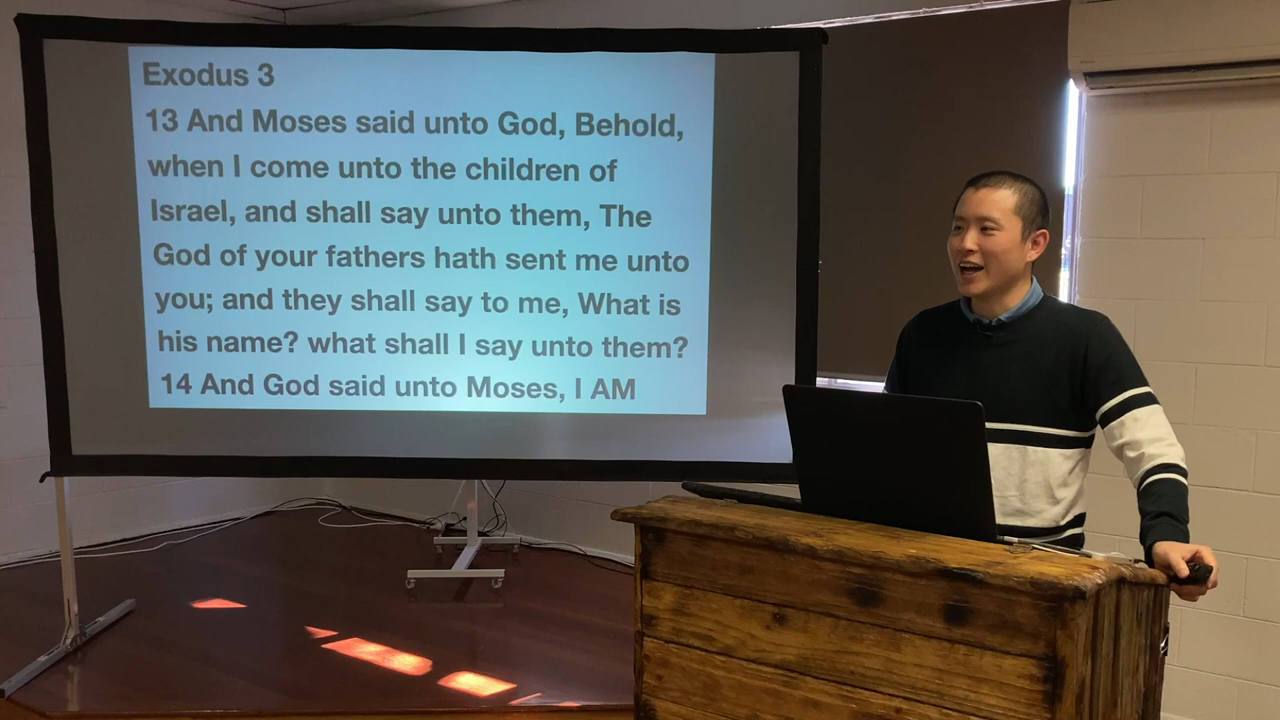 Exodus 3
13 And Moses said unto God, Behold,
when I come unto the children of
Israel, and shall say unto them, The
God of your fathers hath sent me unto
you; and they shall say to me, What is
his name? what shall I say unto them?
14 And God said unto Moses, I AM